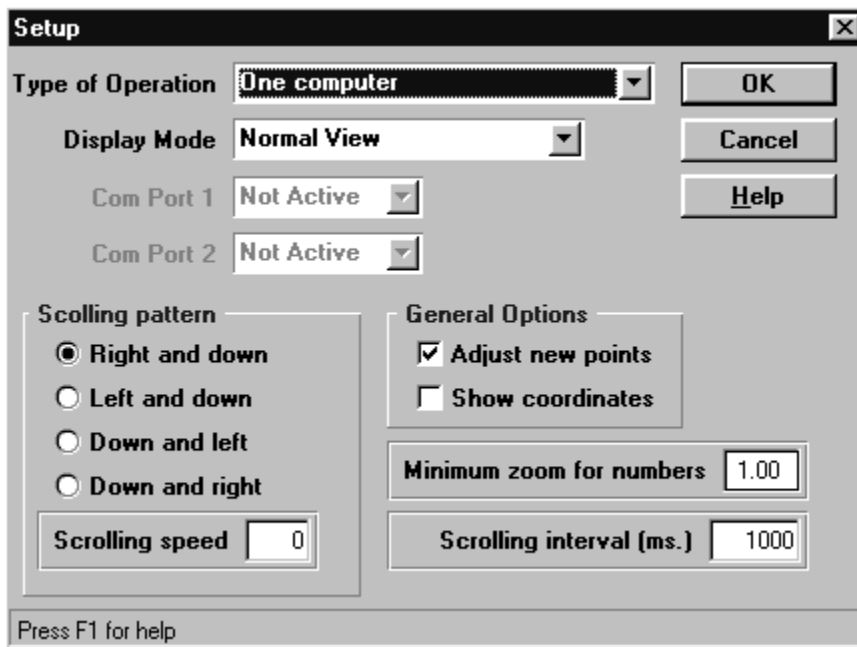 Setup
Type of Operation One computer OK
Display Mode Normal View Cancel
Com Port 1 Not Active Help
Com Port 2 Not Active
Scolling pattern
Right and down
Left and down
Down and left
Down and right
Scrolling speed 0
General Options
Adjust new points
Show coordinates
Minimum zoom for numbers 1.00
Scrolling interval (ms.) 1000
Press F1 for help